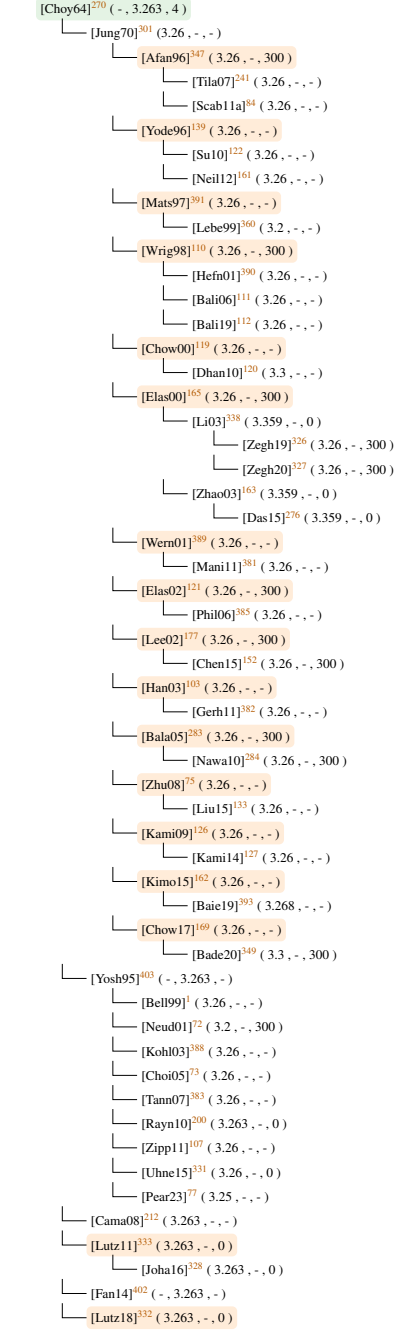 [Choy64]270 ( - , 3.263 , 4 )
[Jung70]301 (3.26 , - , - )
[Afan96]347 ( 3.26 , - , 300 )
[Tila07]241 ( 3.26 , - , - )
[Scab11a]84 ( 3.26 , - , - )
[Yode96]139 ( 3.26 , - , - )
[Su10]122 ( 3.26 , - , - )
[Neil12]161 ( 3.26 , - , - )
[Mats97]391 ( 3.26 , - , - )
[Lebe99]360 ( 3.2 , - , - )
[Wrig98]110 ( 3.26 , - , 300 )
[Hefn01]390 ( 3.26 , - , - )
[Bali06]111 ( 3.26 , - , - )
[Bali19]112 ( 3.26 , - , - )
[Chow00]119 ( 3.26 , - , - )
[Dhan10]120 ( 3.3 , - , - )
[Elas00]165 ( 3.26 , - , 300 )
[Li03]338 ( 3.359 , - , 0 )
[Zegh19]326 ( 3.26 , - , 300 )
[Zegh20]327 ( 3.26 , - , 300 )
[Zhao03]163 ( 3.359 , - , 0 )
[Das15]276 ( 3.359 , - , 0 )
[Wern01]389 ( 3.26 , - , - )
[Mani11]381 ( 3.26 , - , - )
[Elas02]121 ( 3.26 , - , 300 )
[Phil06]385 ( 3.26 , - , - )
[Lee02]177 ( 3.26 , - , 300 )
[Chen15]152 ( 3.26 , - , 300 )
[Han03]103 ( 3.26 , - , - )
[Gerh11]382 ( 3.26 , - , - )
[Bala05]283 ( 3.26 , - , 300 )
[Nawa10]284 ( 3.26 , - , 300 )
[Zhu08]75 ( 3.26 , - , - )
[Liu15]133 ( 3.26 , - , - )
[Kami09]126 ( 3.26 , - , - )
[Kami14]127 ( 3.26 , - , - )
[Kimo15]162 ( 3.26 , - , - )
[Baie19]393 ( 3.268 , - , - )
[Chow17]169 ( 3.26 , - , - )
[Bade20]349 ( 3.3 , - , 300 )
[Yosh95]403 ( - , 3.263 , - )
[Bell99]1 ( 3.26 , - , - )
[Neud01]72 ( 3.2 , - , 300 )
[Kohl03]388 ( 3.26 , - , - )
[Choi05]73 ( 3.26 , - , - )
[Tann07]383 ( 3.26 , - , - )
[Rayn10]200 ( 3.263 , - , 0 )
[Zipp11]107 ( 3.26 , - , - )
[Uhne15]331 ( 3.26 , - , 0 )
[Pear23]77 ( 3.25 , - , - )
[Cama08]212 ( 3.263 , - , - )
[Lutz11]333 ( 3.263 , - , 0 )
[Joha16]328 ( 3.263 , - , 0 )
[Fan14]402 ( - , 3.263 , - )
[Lutz18]332 ( 3.263 , - , 0 )